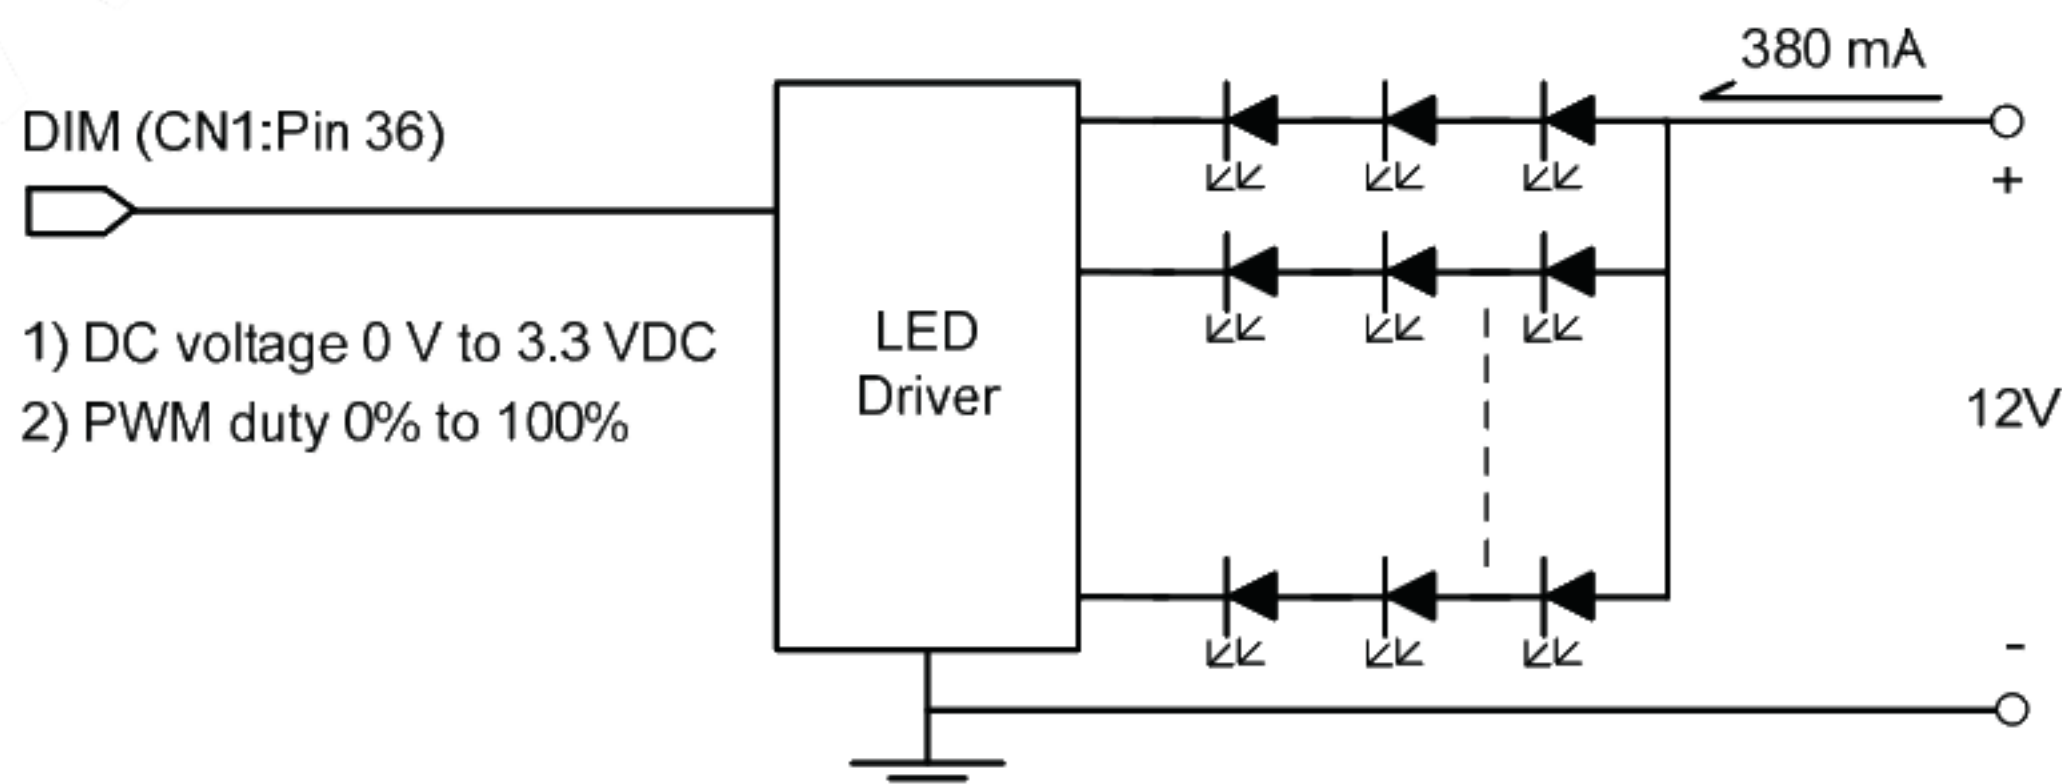 380 mA
DIM (CN1:Pin 36)
+
1) DC voltage 0 V to 3.3 VDC
2) PWM duty 0% to 100%
LED
Driver
12V
-